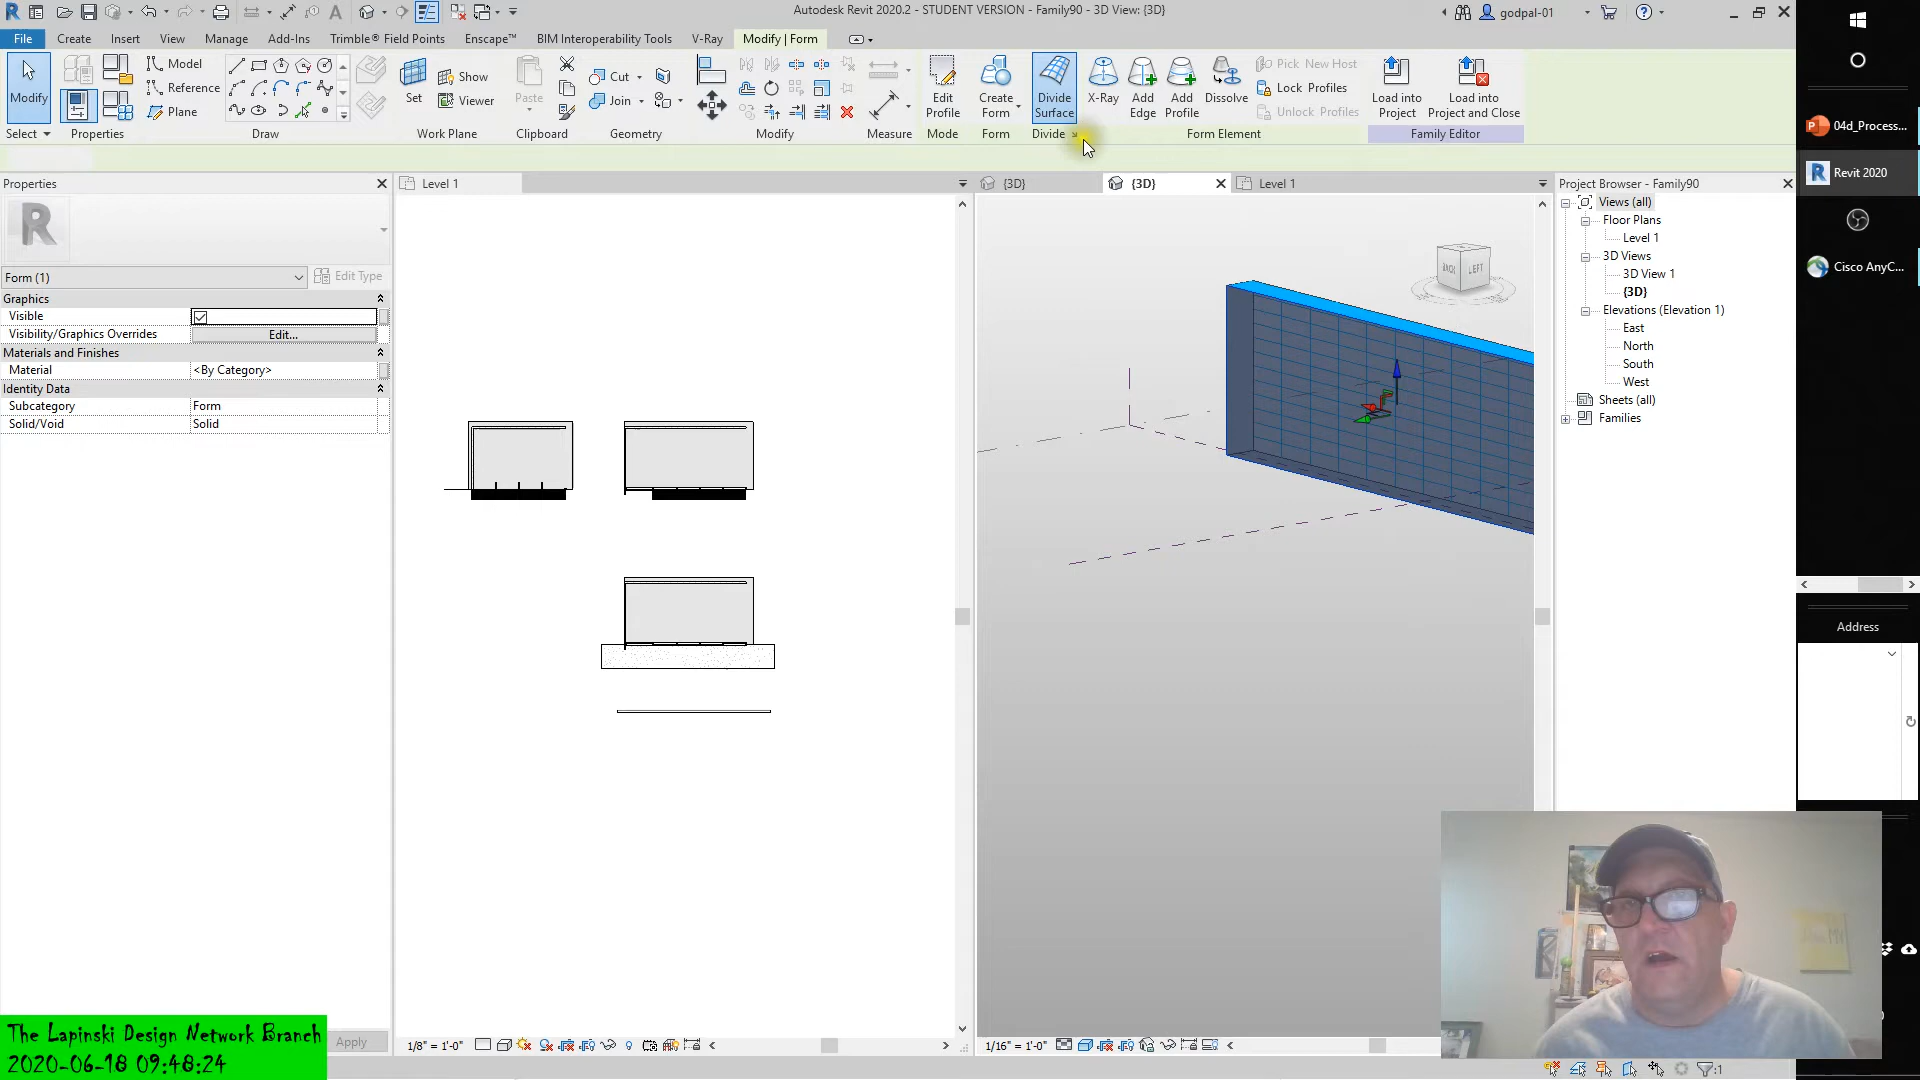 Autodesk Revit 2020.2 - STUDENT VERSION - Family90 - 3D View: {3D}
godpal-01
File Create Insert View Manage Add-Ins Trimble® Field Points Enscape™ BIM Interoperability Tools V-Ray Modify | Form
Modify
Model
Reference
Plane
Set
Show
Viewer
Paste
Cut
Join
Edit Profile
Create Form
Divide Surface
X-Ray
Add Edge
Add Profile
Dissolve
Pick New Host
Lock Profiles
Unlock Profiles
Load into Project
Load into Project and Close
Select Properties Draw Work Plane Clipboard Geometry Modify Measure Mode Form Divide Form Element Family Editor
Properties
Level 1
{3D}
{3D}
Level 1
Project Browser - Family90
R
Form (1)
Edit Type
Graphics
Visible
Visibility/Graphics Overrides Edit...
Materials and Finishes
Material <By Category>
Identity Data
Subcategory Form
Solid/Void Solid
BACK
LEFT
Views (all)
Floor Plans
Level 1
3D Views
3D View 1
{3D}
Elevations (Elevation 1)
East
North
South
West
Sheets (all)
Families
04d_Process...
Revit 2020
Cisco AnyC...
Address
1/8" = 1'-0"
1/16" = 1'-0"
Apply
:1
The Lapinski Design Network Branch
2020-06-18 09:48:24